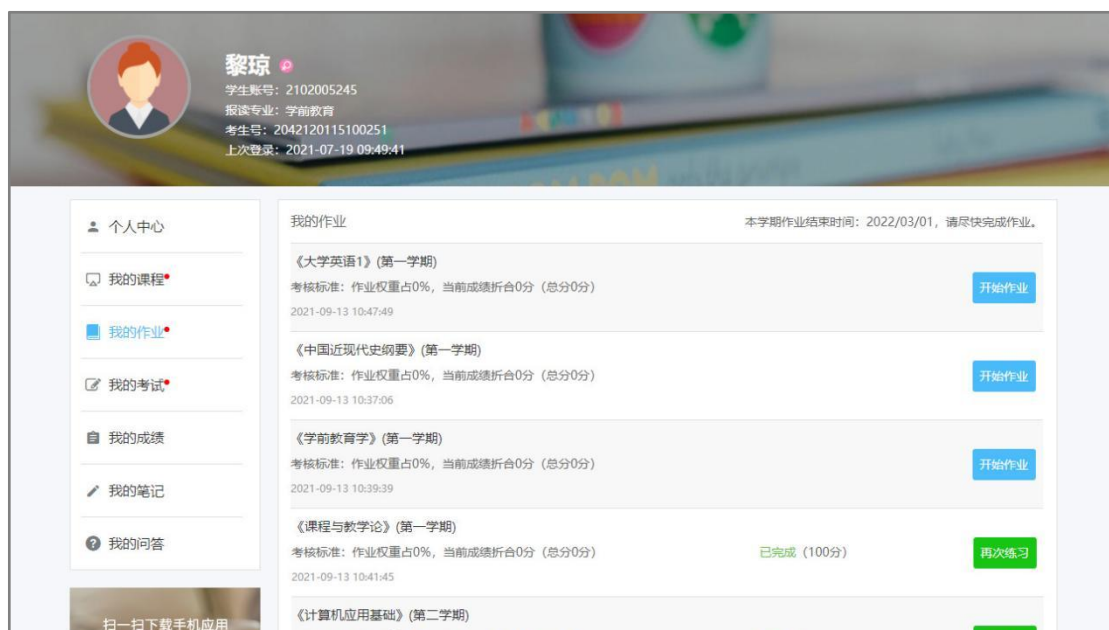 黎琼
学生账号：2102005245
报读专业：学前教育
考生号：2042120115100251
上次登录：2021-07-19 09:49:41
个人中心
我的课程
我的作业
我的考试
我的成绩
我的笔记
我的问答
扫一扫下载手机应用
我的作业 本学期作业结束时间：2022/03/01，请尽快完成作业。
《大学英语1》(第一学期)
考核标准：作业权重占0%，当前成绩折合0分（总分0分） 开始作业
2021-09-13 10:47:49
《中国近现代史纲要》(第一学期)
考核标准：作业权重占0%，当前成绩折合0分（总分0分） 开始作业
2021-09-13 10:37:06
《学前教育学》(第一学期)
考核标准：作业权重占0%，当前成绩折合0分（总分0分） 开始作业
2021-09-13 10:39:39
《课程与教学论》(第一学期)
考核标准：作业权重占0%，当前成绩折合0分（总分0分） 已完成（100分） 再次练习
2021-09-13 10:41:45
《计算机应用基础》(第二学期)